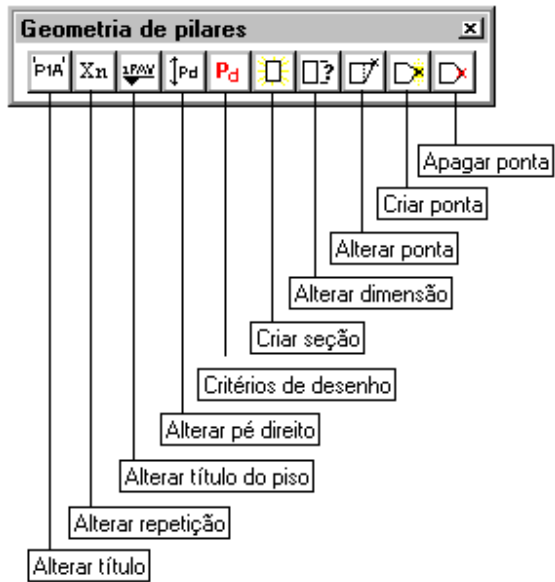 Geometria de pilares
'P1A' Xn 1PAV Pd Pd ?
Apagar ponta
Criar ponta
Alterar ponta
Alterar dimensão
Criar seção
Critérios de desenho
Alterar pé direito
Alterar título do piso
Alterar repetição
Alterar título